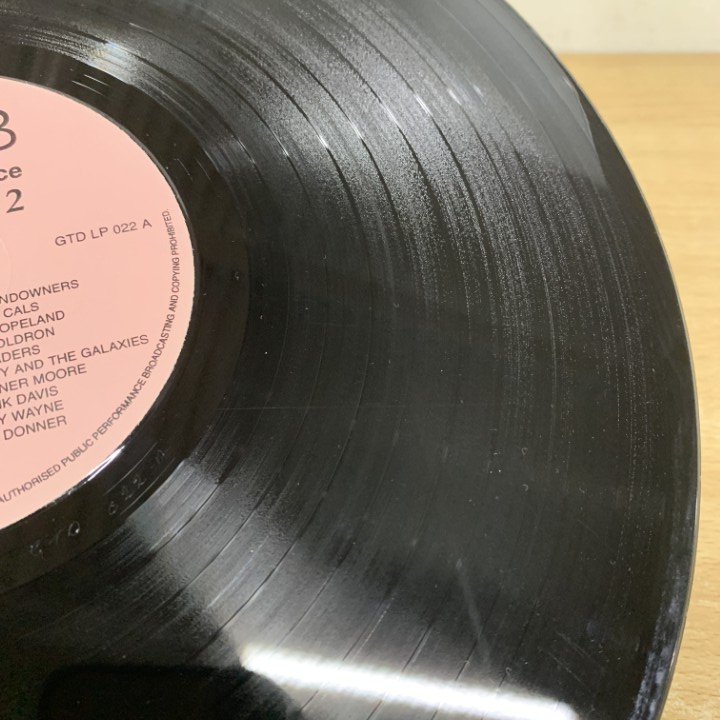 B
ce
2
GTD LP 022 A
NDOWNERS
CALS
OPELAND
OLDRON
DERS
Y AND THE GALAXIES
NER MOORE
NK DAVIS
Y WAYNE
DONNER
AUTHORISED PUBLIC PERFORMANCE BROADCASTING AND COPYING PROHIBITED.